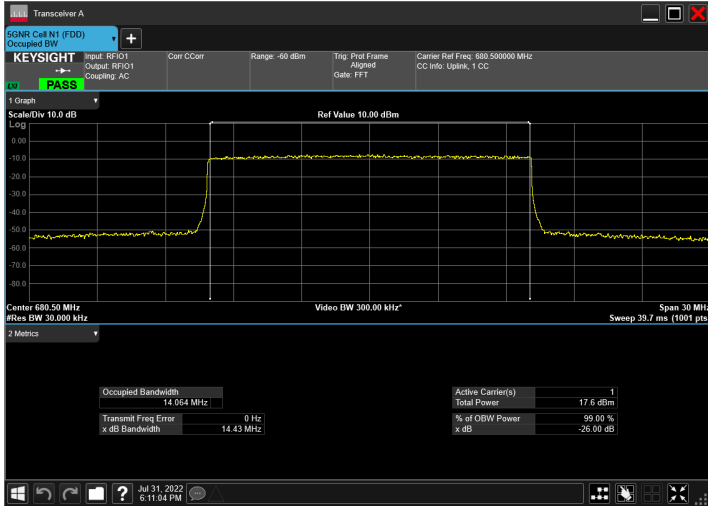 Transceiver A
5GNR Cell N1 (FDD)
Occupied BW
KEYSIGHT
LXI
PASS
Input: RFIO1
Output: RFIO1
Coupling: AC
Corr CCorr
Range: -60 dBm
Trig: Prot Frame
Aligned
Gate: FFT
Carrier Ref Freq: 680.500000 MHz
CC Info: Uplink, 1 CC
1 Graph
Scale/Div 10.0 dB
Ref Value 10.00 dBm
Log
0.00
-10.0
-20.0
-30.0
-40.0
-50.0
-60.0
-70.0
-80.0
Center 680.50 MHz
Video BW 300.00 kHz*
Span 30 MHz
#Res BW 30.000 kHz
Sweep 39.7 ms (1001 pts)
2 Metrics
Occupied Bandwidth
14.064 MHz
Transmit Freq Error 0 Hz
x dB Bandwidth 14.43 MHz
Active Carrier(s) 1
Total Power 17.6 dBm
% of OBW Power 99.00 %
x dB -26.00 dB
Jul 31, 2022
6:11:04 PM